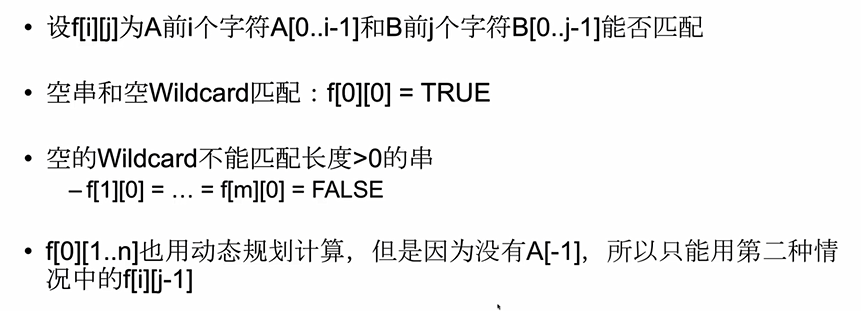 • 设f[i][j]为A前i个字符A[0..i-1]和B前j个字符B[0..j-1]能否匹配
• 空串和空Wildcard匹配：f[0][0] = TRUE
• 空的Wildcard不能匹配长度>0的串
– f[1][0] = … = f[m][0] = FALSE
• f[0][1..n]也用动态规划计算，但是因为没有A[-1]，所以只能用第二种情
况中的f[i][j-1]